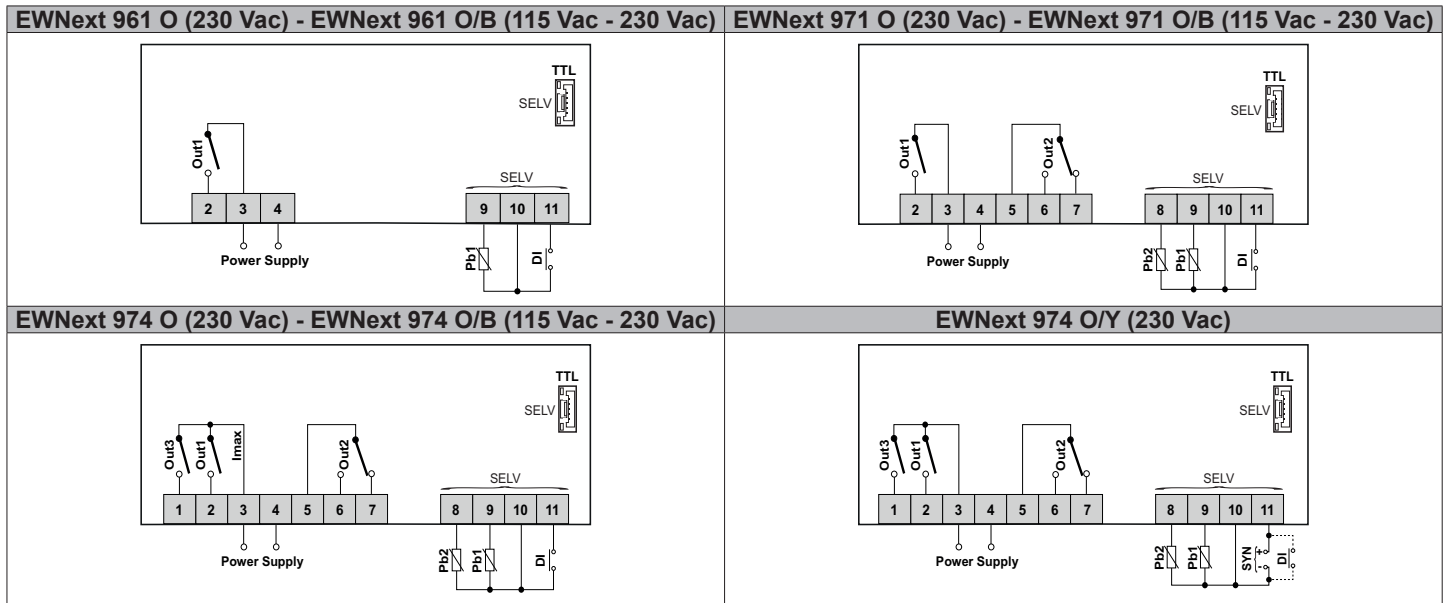 EWNext 961 O (230 Vac) - EWNext 961 O/B (115 Vac - 230 Vac)
TTL
SELV
Out1
SELV
2 3 4
9 10 11
Power Supply
Pb1
DI
EWNext 971 O (230 Vac) - EWNext 971 O/B (115 Vac - 230 Vac)
TTL
SELV
Out1
Out2
SELV
2 3 4 5 6 7
8 9 10 11
Power Supply
Pb2
Pb1
DI
EWNext 974 O (230 Vac) - EWNext 974 O/B (115 Vac - 230 Vac)
TTL
SELV
Out3
Out1
Imax
Out2
SELV
1 2 3 4 5 6 7
8 9 10 11
Power Supply
Pb2
Pb1
DI
EWNext 974 O/Y (230 Vac)
TTL
SELV
Out3
Out1
Out2
SELV
1 2 3 4 5 6 7
8 9 10 11
Power Supply
Pb2
Pb1
SYN
+
-
DI